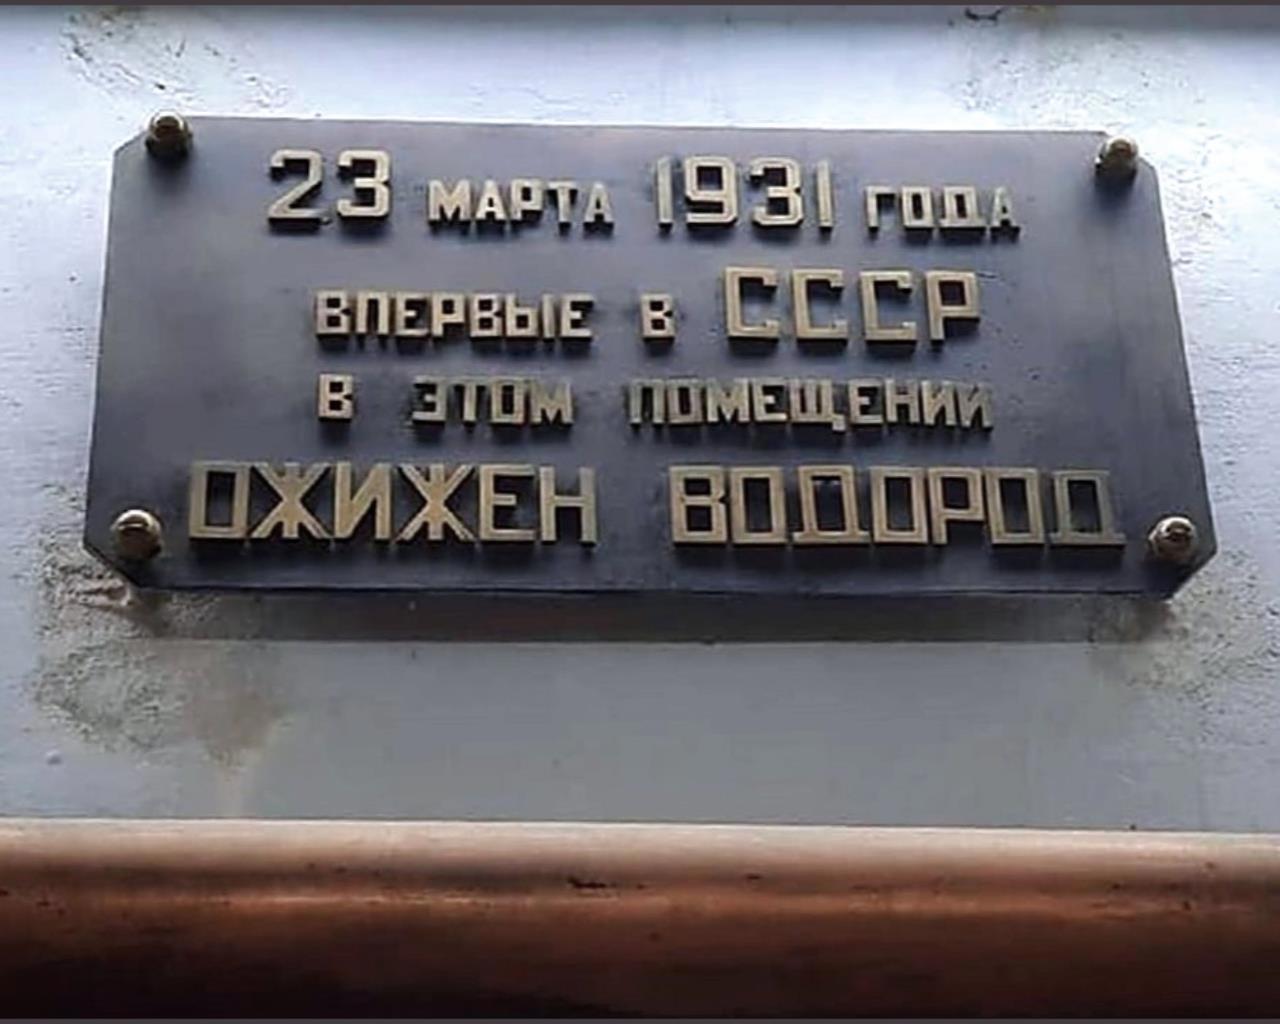 23 МАРТА 1931 ГОДА
ВПЕРВЫЕ В СССР
В ЭТОМ ПОМЕЩЕНИИ
ОЖИЖЕН ВОДОРОД